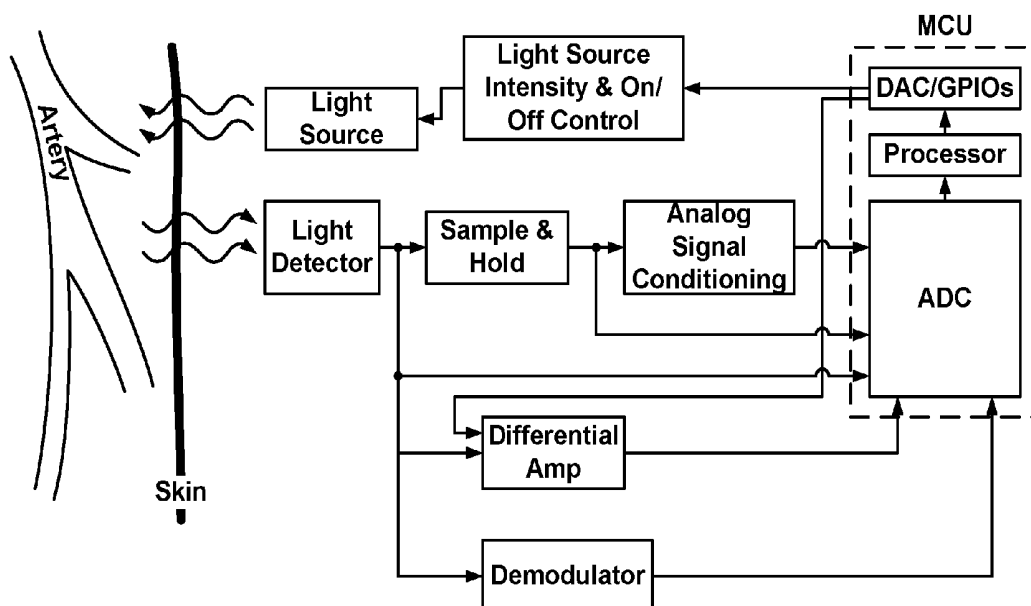 MCU
Light Source
Intensity & On/
Off Control
DAC/GPIOs
Light
Source
Processor
Artery
Light
Detector
Sample &
Hold
Analog
Signal
Conditioning
ADC
Differential
Amp
Skin
Demodulator